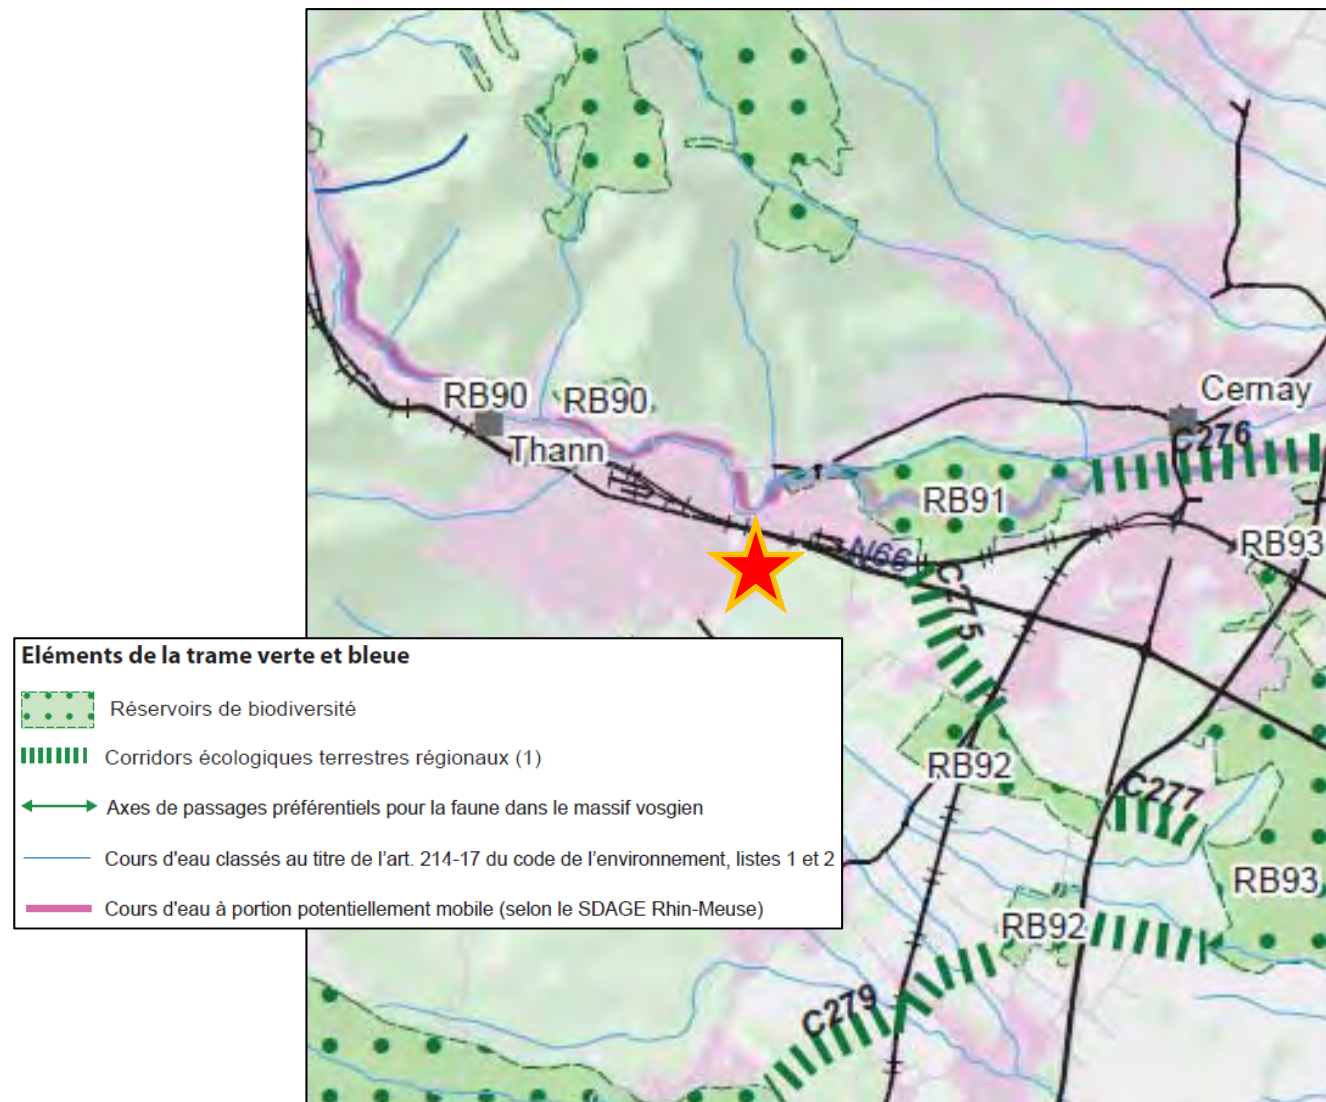 RB90
RB90
Thann
Cernay
C276
RB91
N66
RB93
C275
Eléments de la trame verte et bleue
Réservoirs de biodiversité
Corridors écologiques terrestres régionaux (1)
Axes de passages préférentiels pour la faune dans le massif vosgien
Cours d'eau classés au titre de l'art. 214-17 du code de l'environnement, listes 1 et 2
Cours d'eau à portion potentiellement mobile (selon le SDAGE Rhin-Meuse)
RB92
C277
RB93
RB92
C279